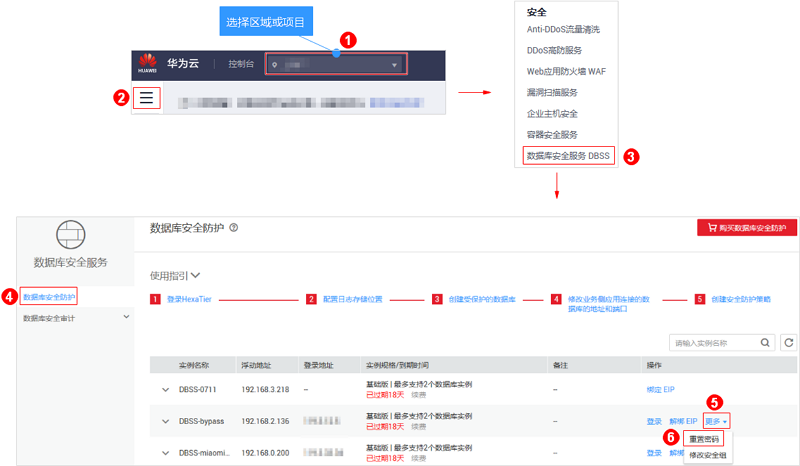 选择区域或项目
1
HUAWEI
华为云
控制台
2
安全
Anti-DDoS流量清洗
DDoS高防服务
Web应用防火墙 WAF
漏洞扫描服务
企业主机安全
容器安全服务
数据库安全服务 DBSS
3
数据库安全服务
4
数据库安全防护
数据库安全审计
数据库安全防护
购买数据库安全防护
使用指引
1 登录HexaTier
2 配置日志存储位置
3 创建受保护的数据库
4 修改业务侧应用连接的数
据库的地址和端口
5 创建安全防护策略
请输入实例名称
实例名称 浮动地址 登录地址 实例规格/到期时间 备注 操作
DBSS-0711 192.168.3.218 – 基础版 | 最多支持2个数据库实例 – 绑定 EIP
已过期18天 续费
5
DBSS-bypass 192.168.2.136 基础版 | 最多支持2个数据库实例 – 登录 解绑 EIP 更多
已过期18天 续费
6
重置密码
DBSS-miaomi... 192.168.0.200 基础版 | 最多支持2个数据库实例 – 登录 解绑
已过期18天 续费
修改安全组